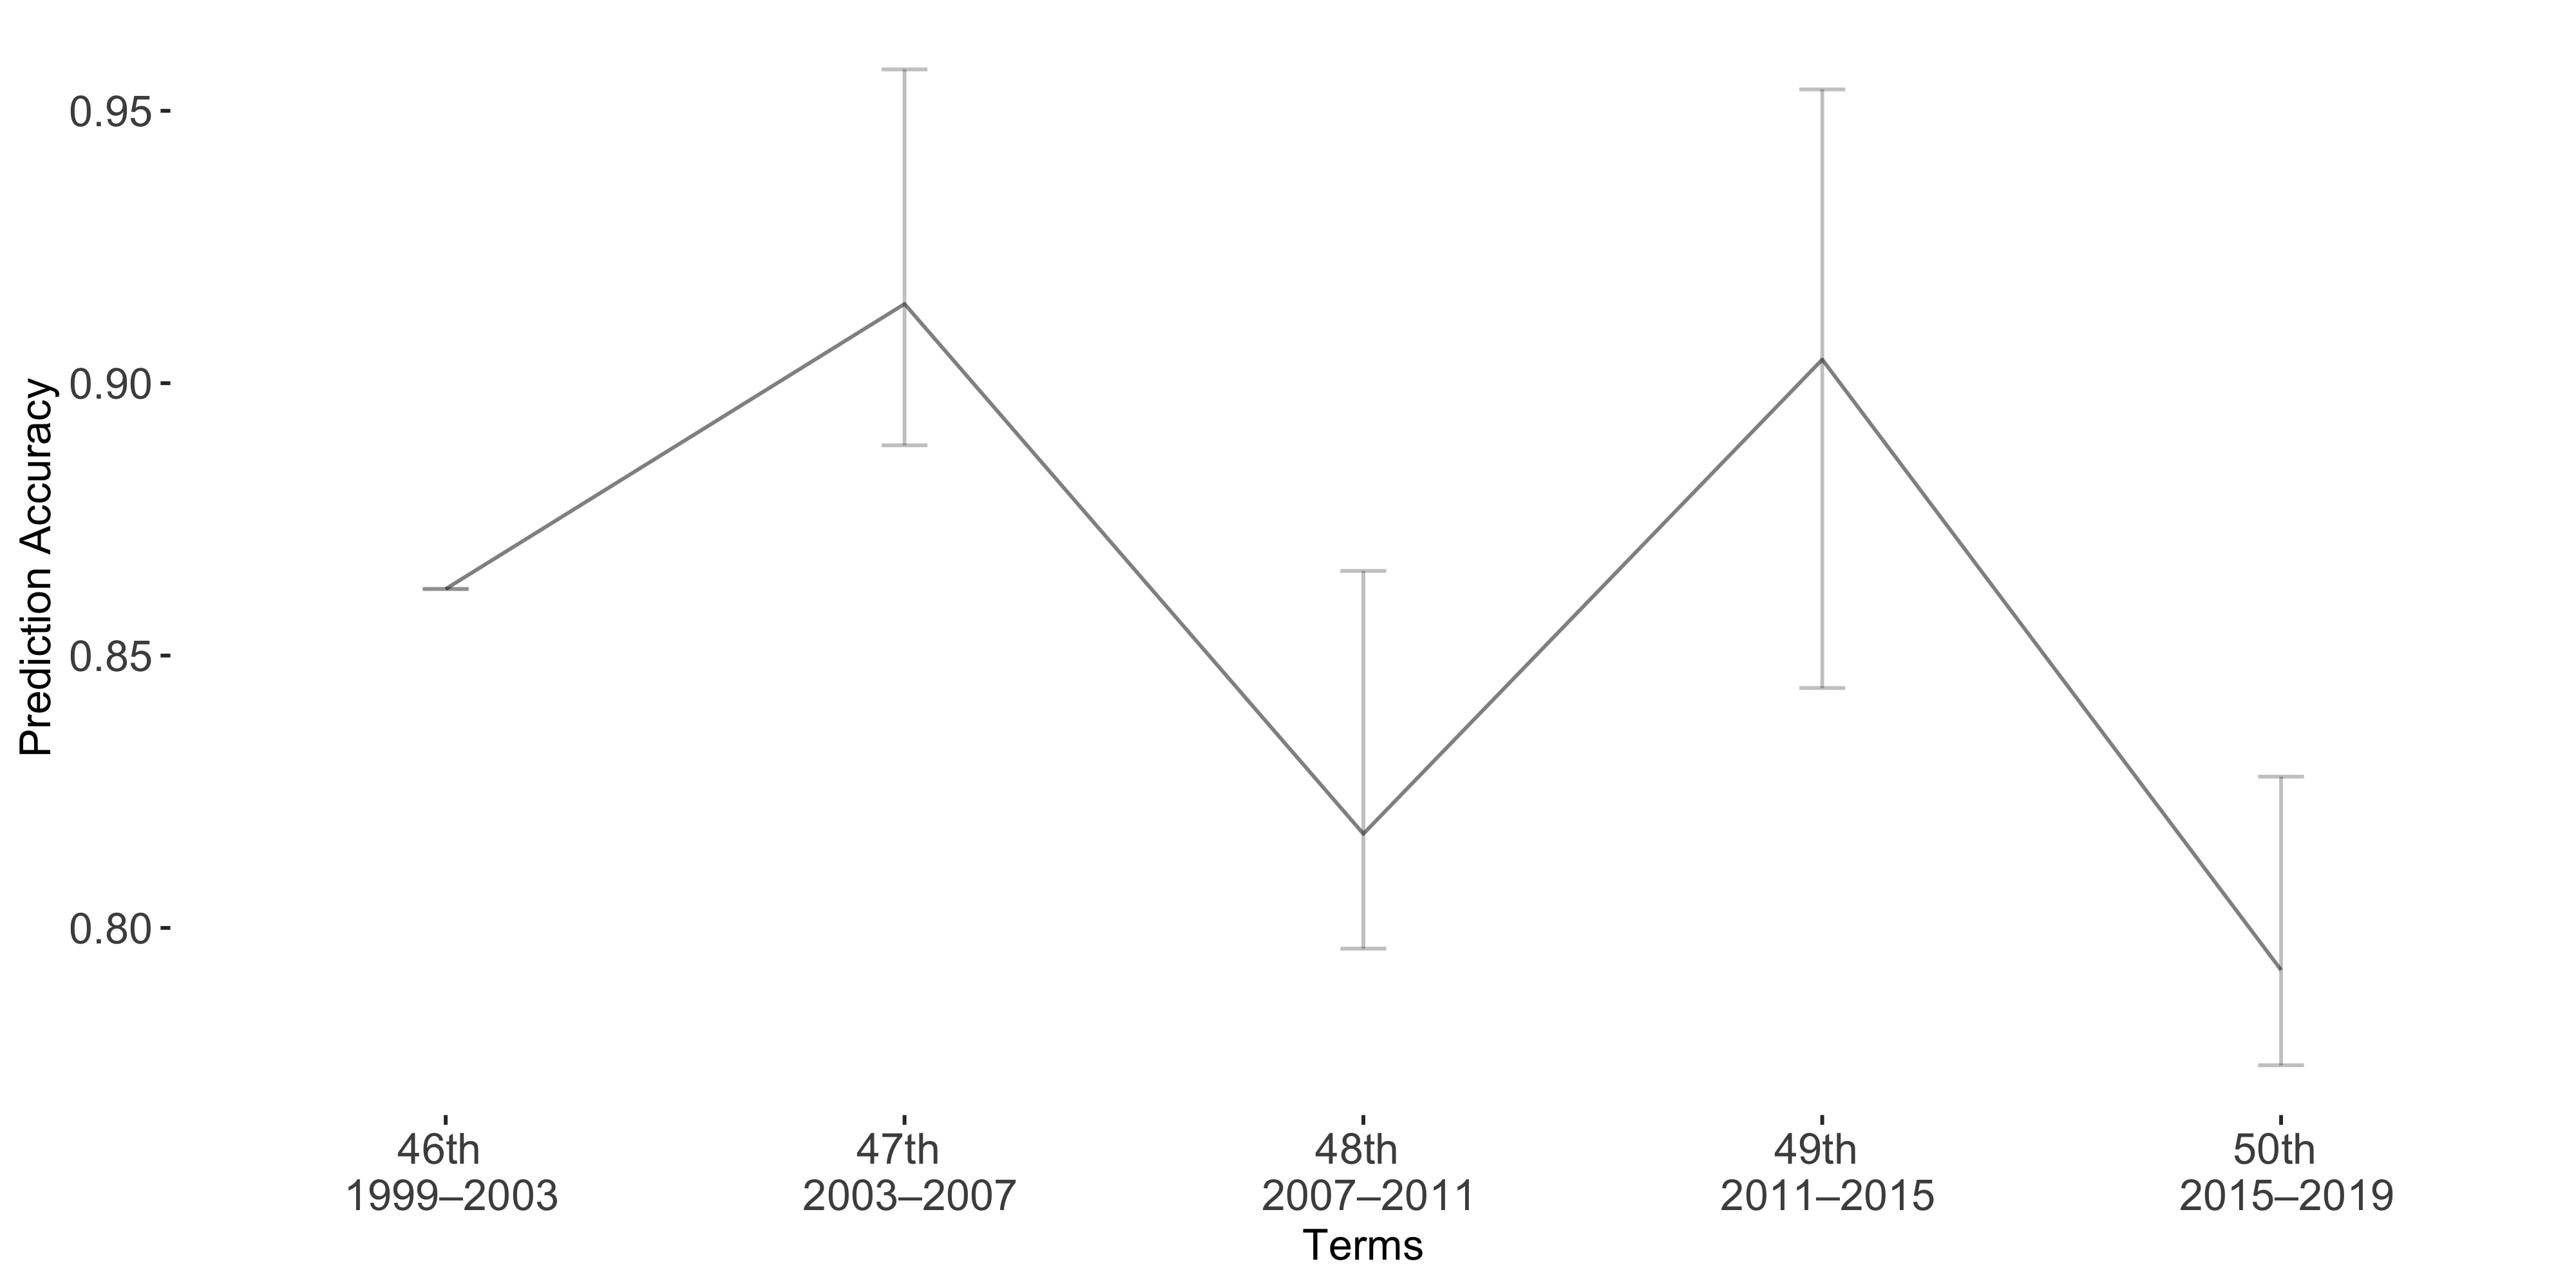 Prediction Accuracy
0.95
0.90
0.85
0.80
46th
1999–2003
47th
2003–2007
48th
2007–2011
49th
2011–2015
50th
2015–2019
Terms